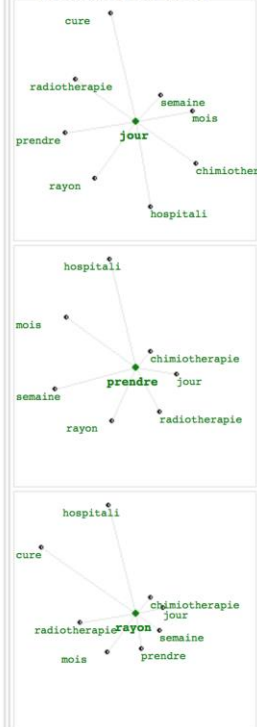 cure
radiotherapie
semaine
mois
jour
prendre
chimiother
rayon
hospitali
hospitali
mois
chimiotherapie
prendre
jour
semaine
radiotherapie
rayon
hospitali
cure
chimiotherapie
jour
radiotherapie
rayon
semaine
mois
prendre